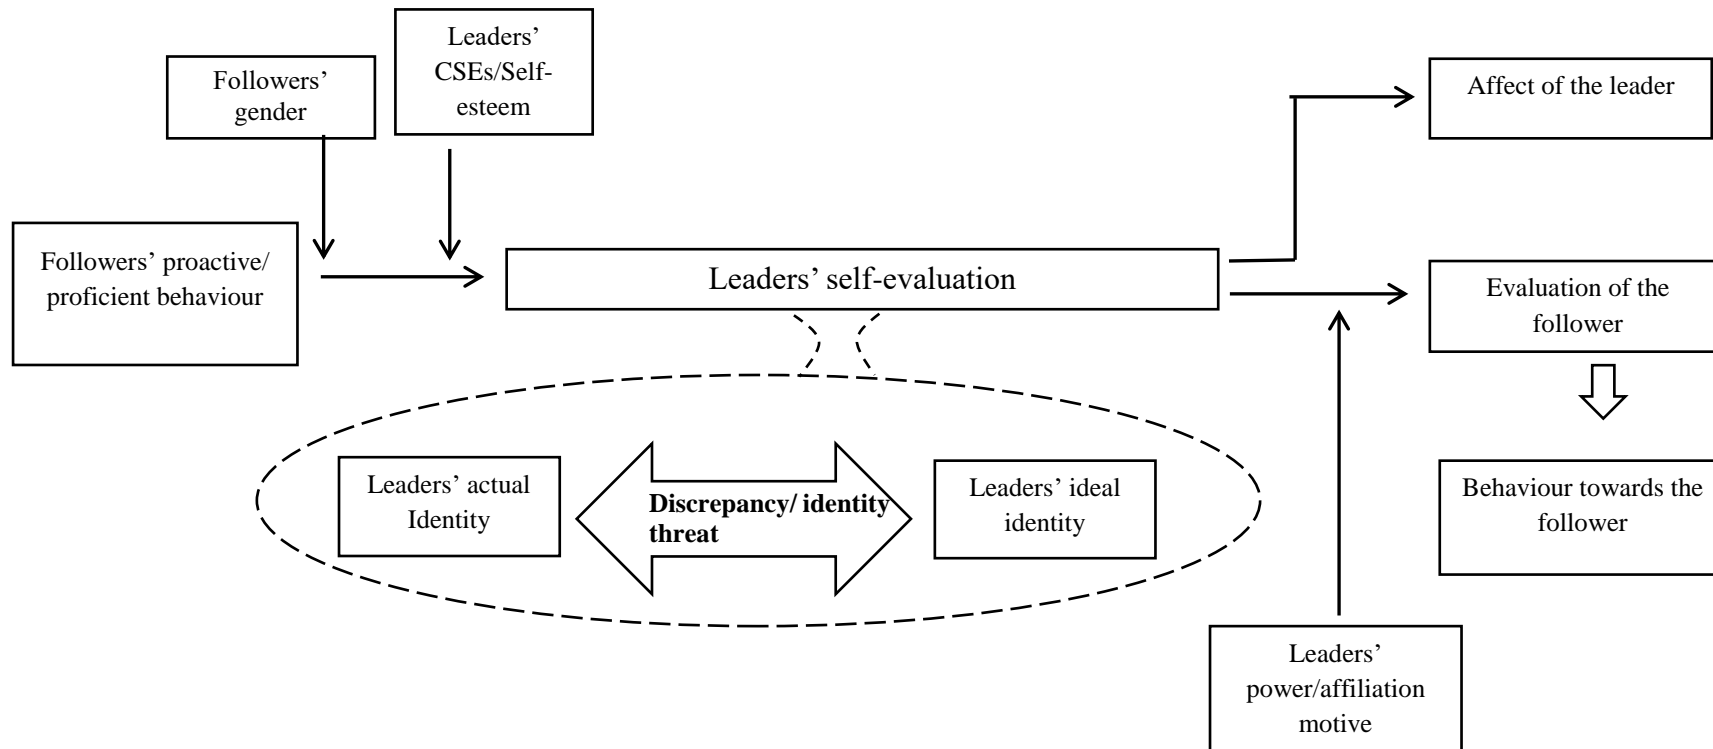 Leaders’
CSEs/Self-
esteem
Followers’
gender
Affect of the leader
Followers’ proactive/
proficient behaviour
Leaders’ self-evaluation
Evaluation of the
follower
Leaders’ actual
Identity
Discrepancy/ identity
threat
Leaders’ ideal
identity
Behaviour towards the
follower
Leaders’
power/affiliation
motive